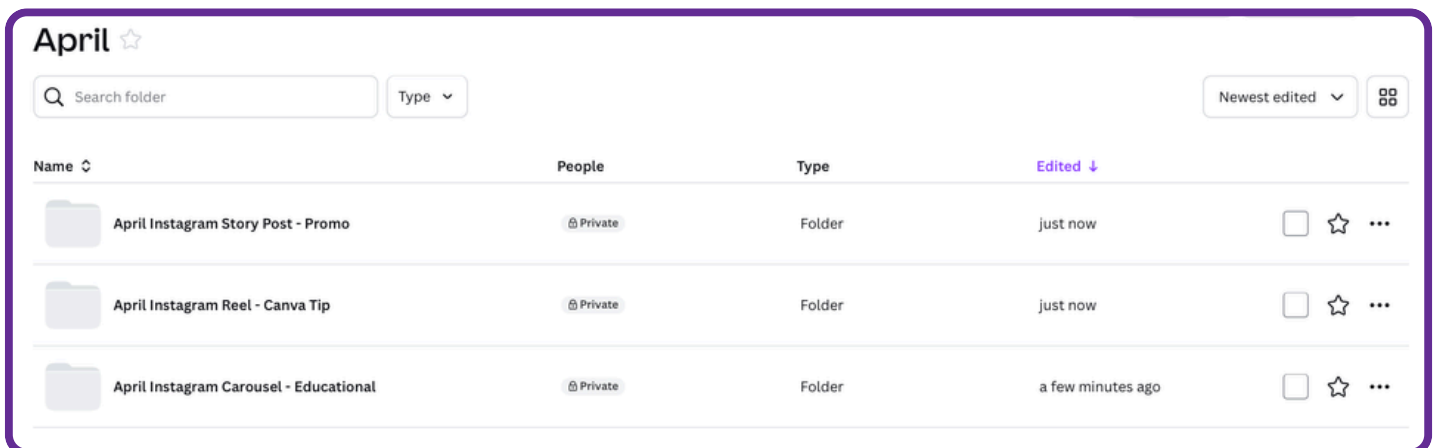 April
Search folder
Type
Newest edited
Name People Type Edited
April Instagram Story Post - Promo Private Folder just now
April Instagram Reel - Canva Tip Private Folder just now
April Instagram Carousel - Educational Private Folder a few minutes ago